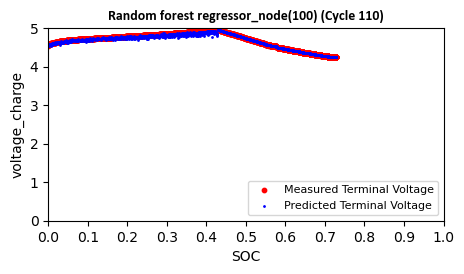 Random forest regressor_node(100) (Cycle 110)
voltage_charge
5
4
3
2
1
0
Measured Terminal Voltage
Predicted Terminal Voltage
0.0 0.1 0.2 0.3 0.4 0.5 0.6 0.7 0.8 0.9 1.0
SOC